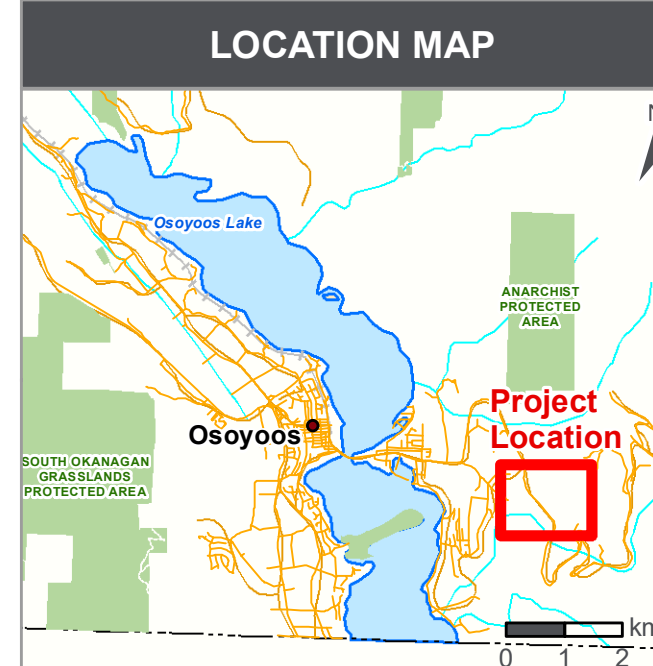 LOCATION MAP
N
Osoyoos Lake
ANARCHIST
PROTECTED
AREA
Project
Location
Osoyoos
SOUTH OKANAGAN
GRASSLANDS
PROTECTED AREA
km
0 1 2